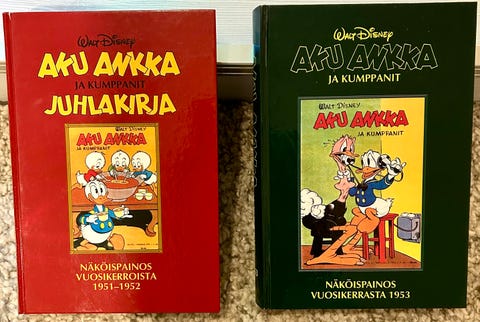 WALT DISNEY
AKU ANKKA
JA KUMPPANIT
JUHLAKIRJA
WALT DISNEY
AKU ANKKA
JA KUMPPANIT
NÄKÖISPAINOS
VUOSIKERROISTA
1951–1952
WALT DISNEY
AKU ANKKA
JA KUMPPANIT
WALT DISNEY
AKU ANKKA
JA KUMPPANIT
NÄKÖISPAINOS
VUOSIKERRASTA 1953